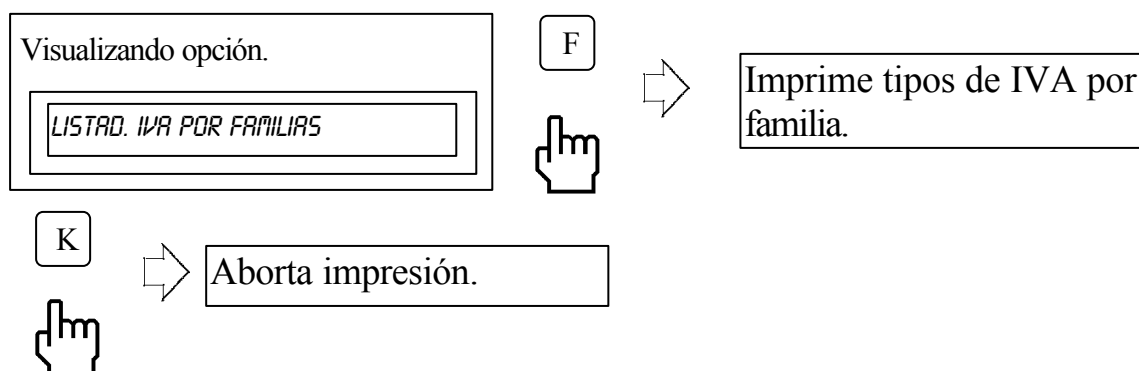 Visualizando opción.
F
LISTAD. IVA POR FAMILIAS
Imprime tipos de IVA por
familia.
K
Aborta impresión.